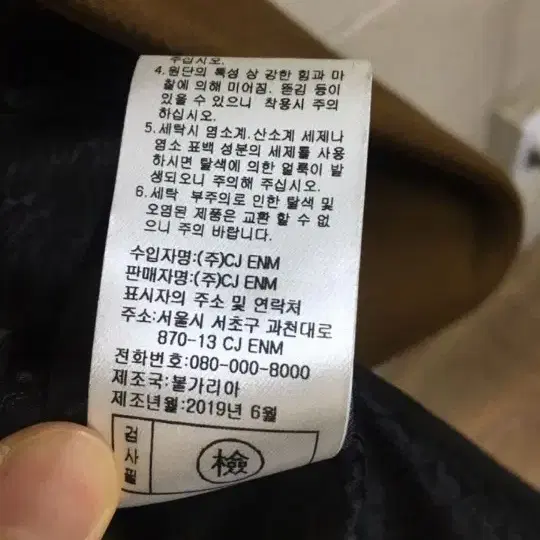 주십시오.
4.원단의 특성 상 강한 힘과 마
찰에 의해 미어짐, 뜯김 등이
있을 수 있으니 착용시 주의
하십시오.
5.세탁시 염소계,산소계 세제나
염소 표백 성분의 세제를 사용
하시면 탈색에 의한 얼룩이 발
생되오니 주의해 주십시오.
6.세탁 부주의로 인한 탈색 및
오염된 제품은 교환 할 수 없
으니 주의 바랍니다.
수입자명:(주)CJ ENM
판매자명:(주)CJ ENM
표시자의 주소 및 연락처
주소:서울시 서초구 과천대로
870-13 CJ ENM
전화번호:080-000-8000
제조국:불가리아
제조년월:2019년 6월
검사필
檢